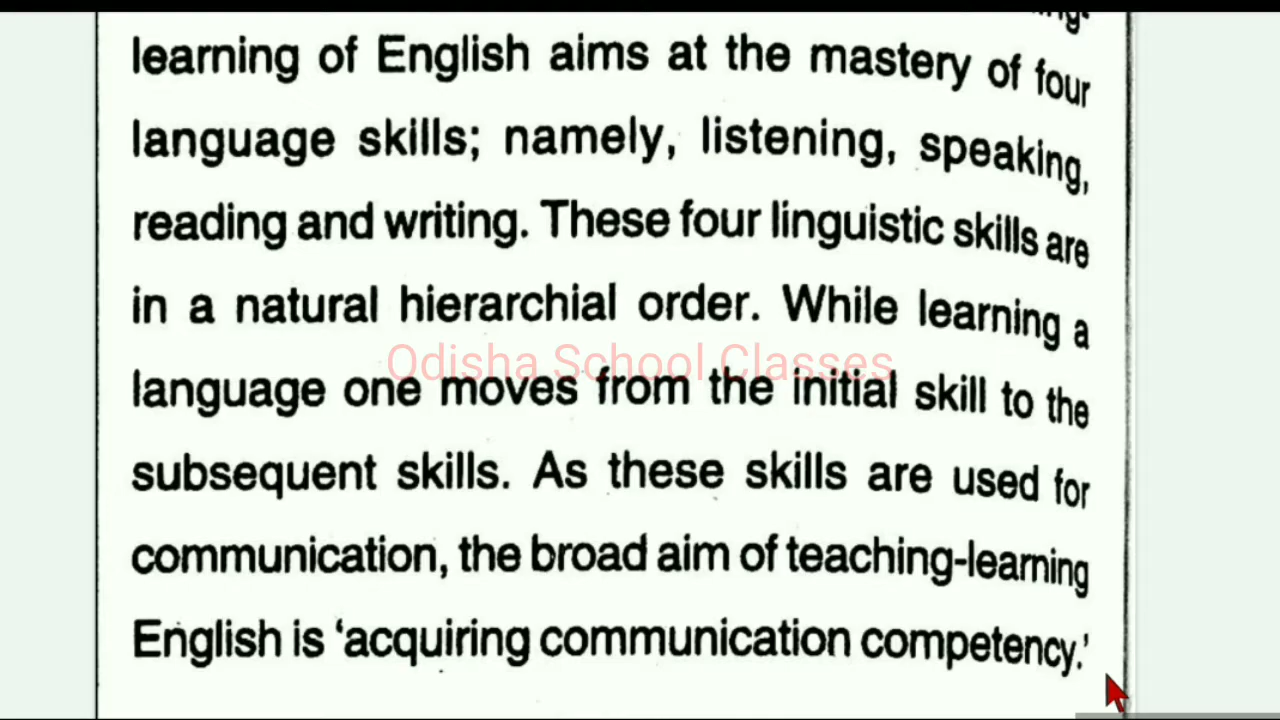 learning of English aims at the mastery of four
language skills; namely, listening, speaking,
reading and writing. These four linguistic skills are
in a natural hierarchial order. While learning a
Odisha School Classes
language one moves from the initial skill to the
subsequent skills. As these skills are used for
communication, the broad aim of teaching-learning
English is ‘acquiring communication competency.’